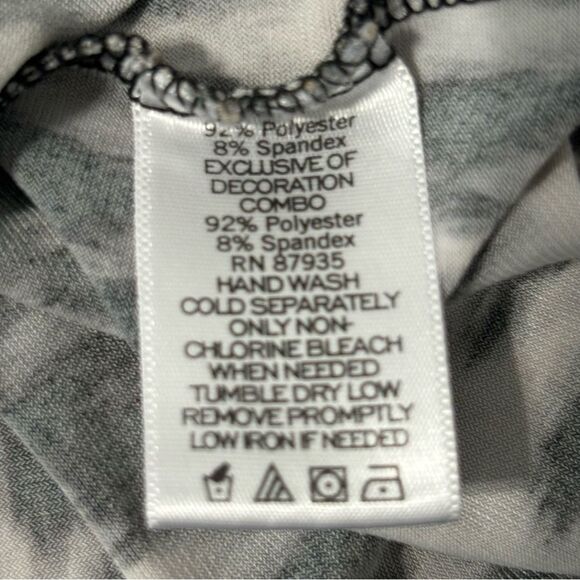 92% Polyester
8% Spandex
EXCLUSIVE OF
DECORATION
COMBO
92% Polyester
8% Spandex
RN 87935
HAND WASH
COLD SEPARATELY
ONLY NON-
CHLORINE BLEACH
WHEN NEEDED
TUMBLE DRY LOW
REMOVE PROMPTLY
LOW IRON IF NEEDED